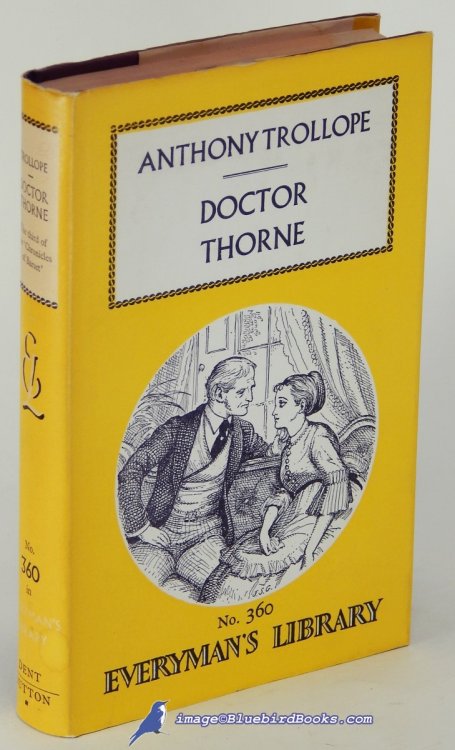 ANTHONY TROLLOPE
DOCTOR
THORNE
No. 360
EVERYMAN'S LIBRARY
TROLLOPE
DOCTOR
THORNE
The third of
the "Chronicles
of Barset"
EL
No.
360
in
EVERYMAN'S
LIBRARY
DENT
DUTTON
image©BluebirdBooks.com